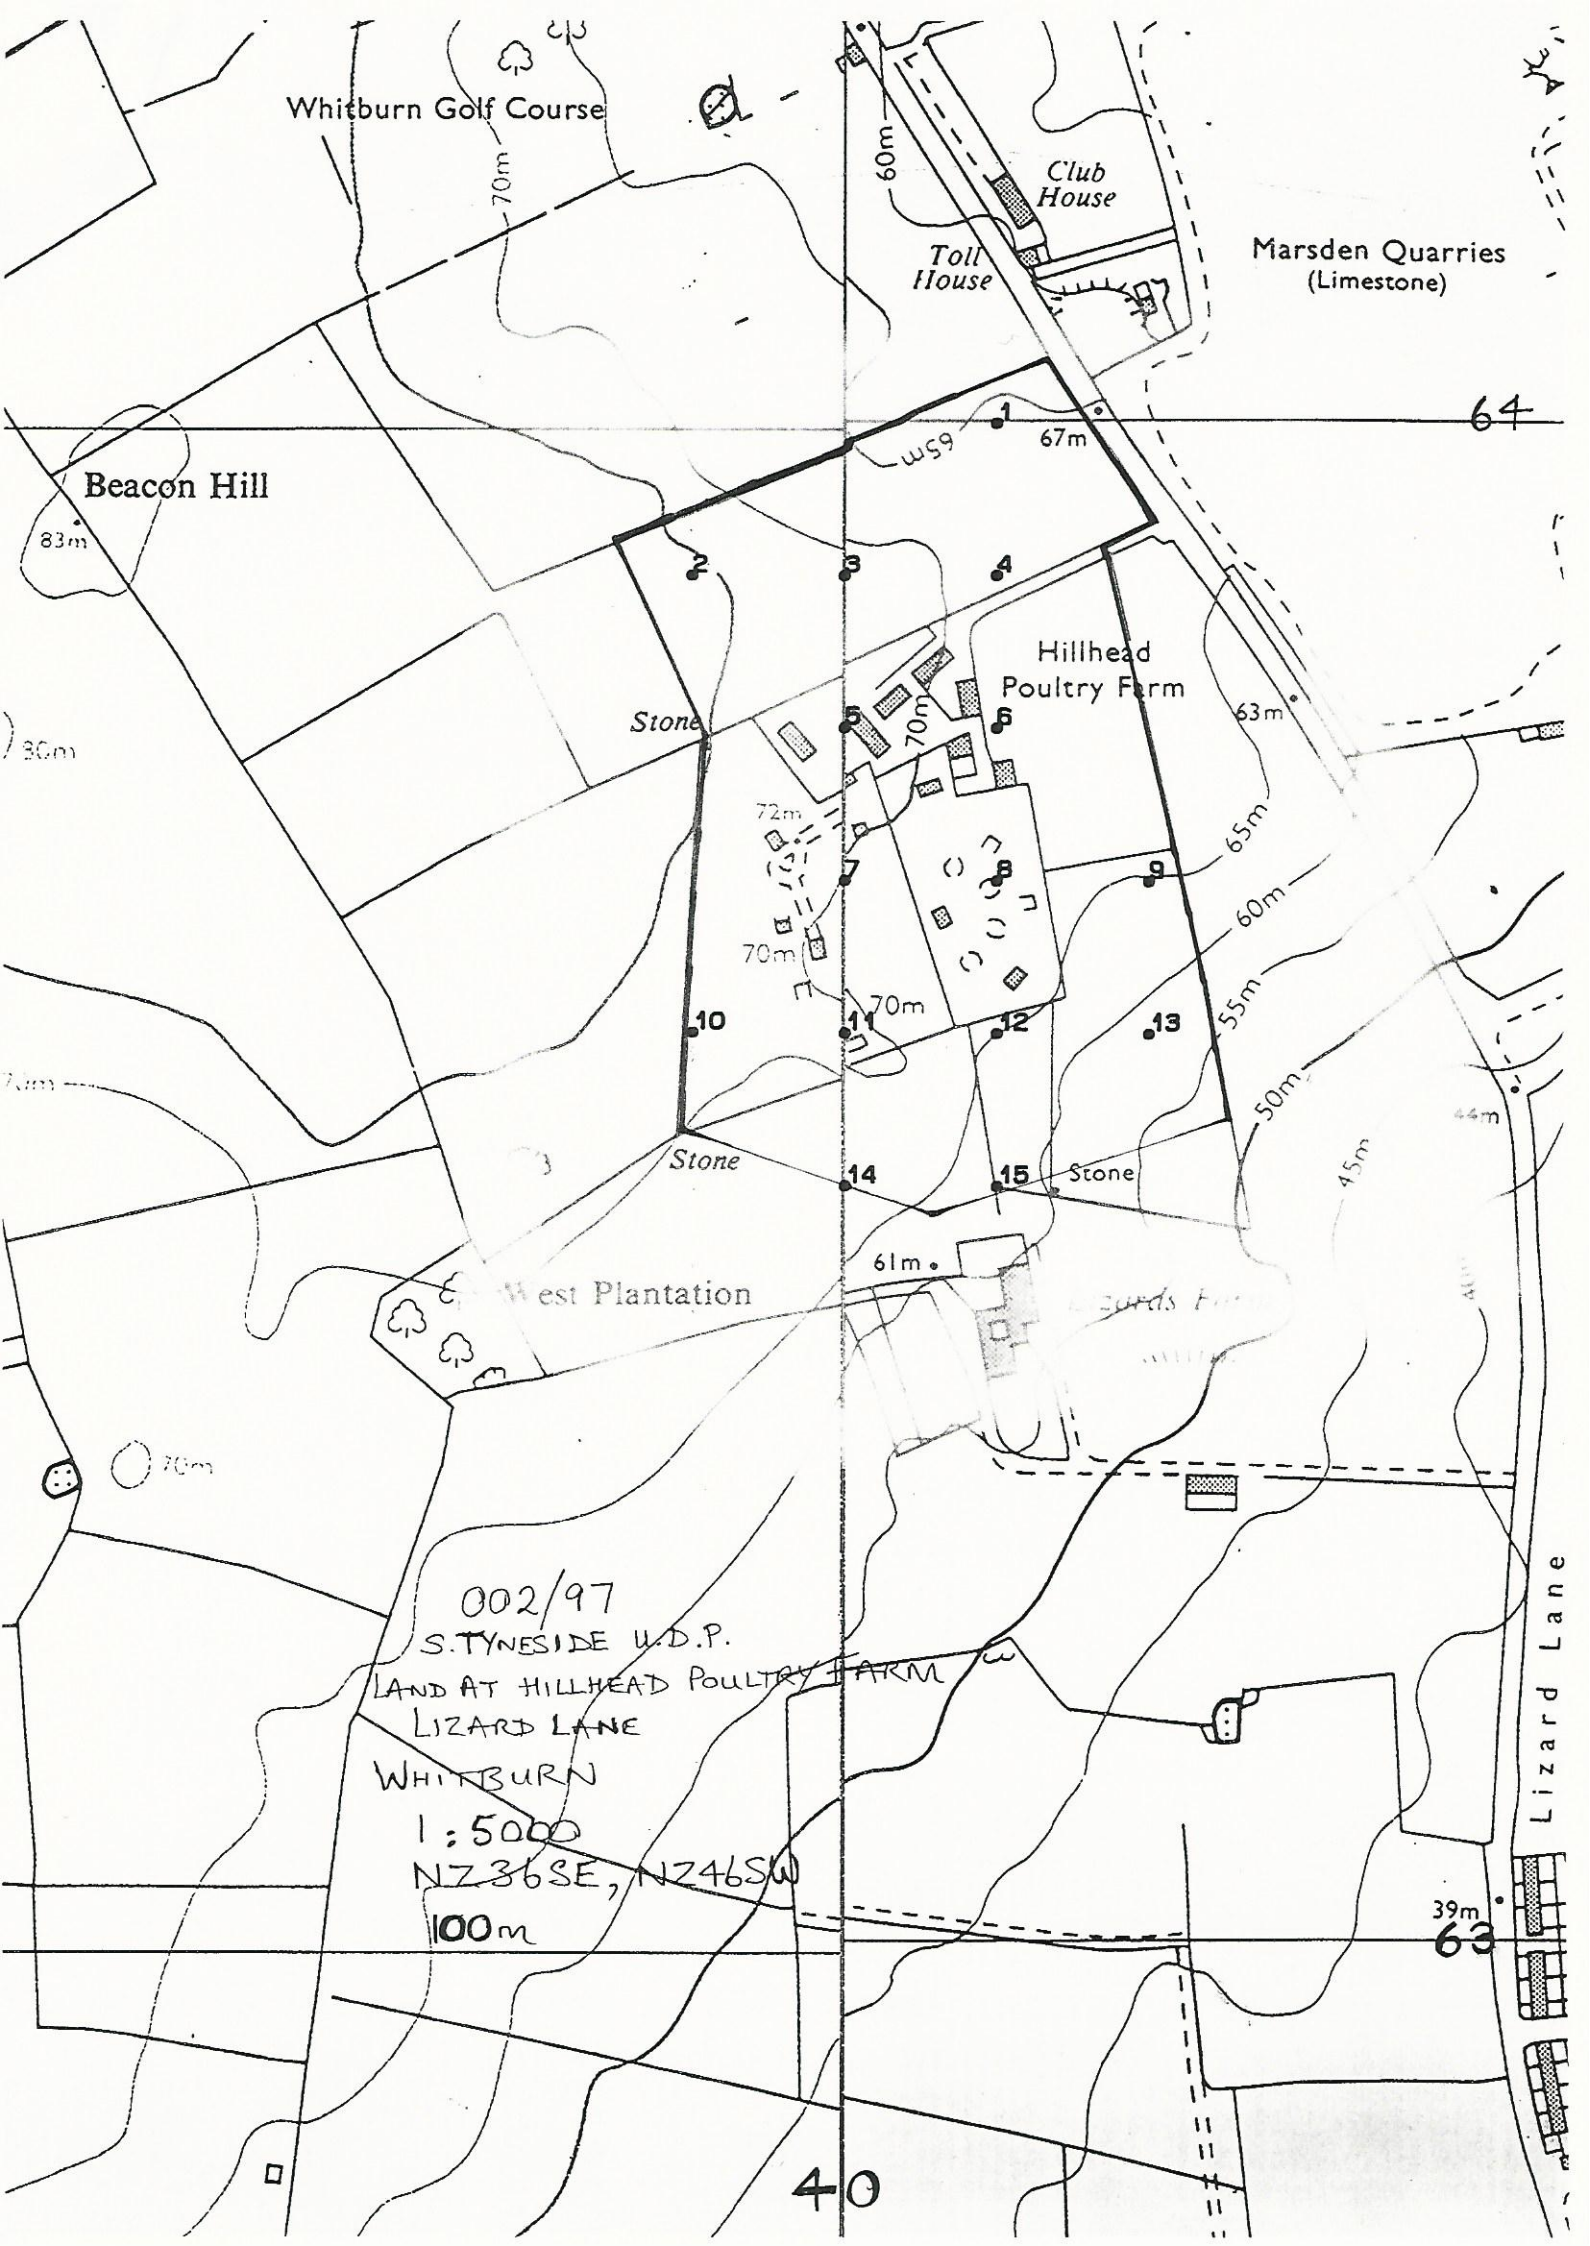 Whitburn Golf Course
70m
60m
Club
House
Toll
House
Marsden Quarries
(Limestone)
64
1
65m
67m
Beacon Hill
83m
2
3
4
Hillhead
Poultry Farm
Stone
5
6
70m
63m
80m
72m
7
8
9
65m
60m
70m
10
11
70m
12
13
55m
50m
70m
44m
Stone
14
15
Stone
45m
61m
West Plantation
70m
002/97
S.TYNESIDE U.D.P.
LAND AT HILLHEAD POULTRY FARM
LIZARD LANE
WHITBURN
1:5000
NZ36SE, NZ46SW
100m
Lizard Lane
39m
63
40